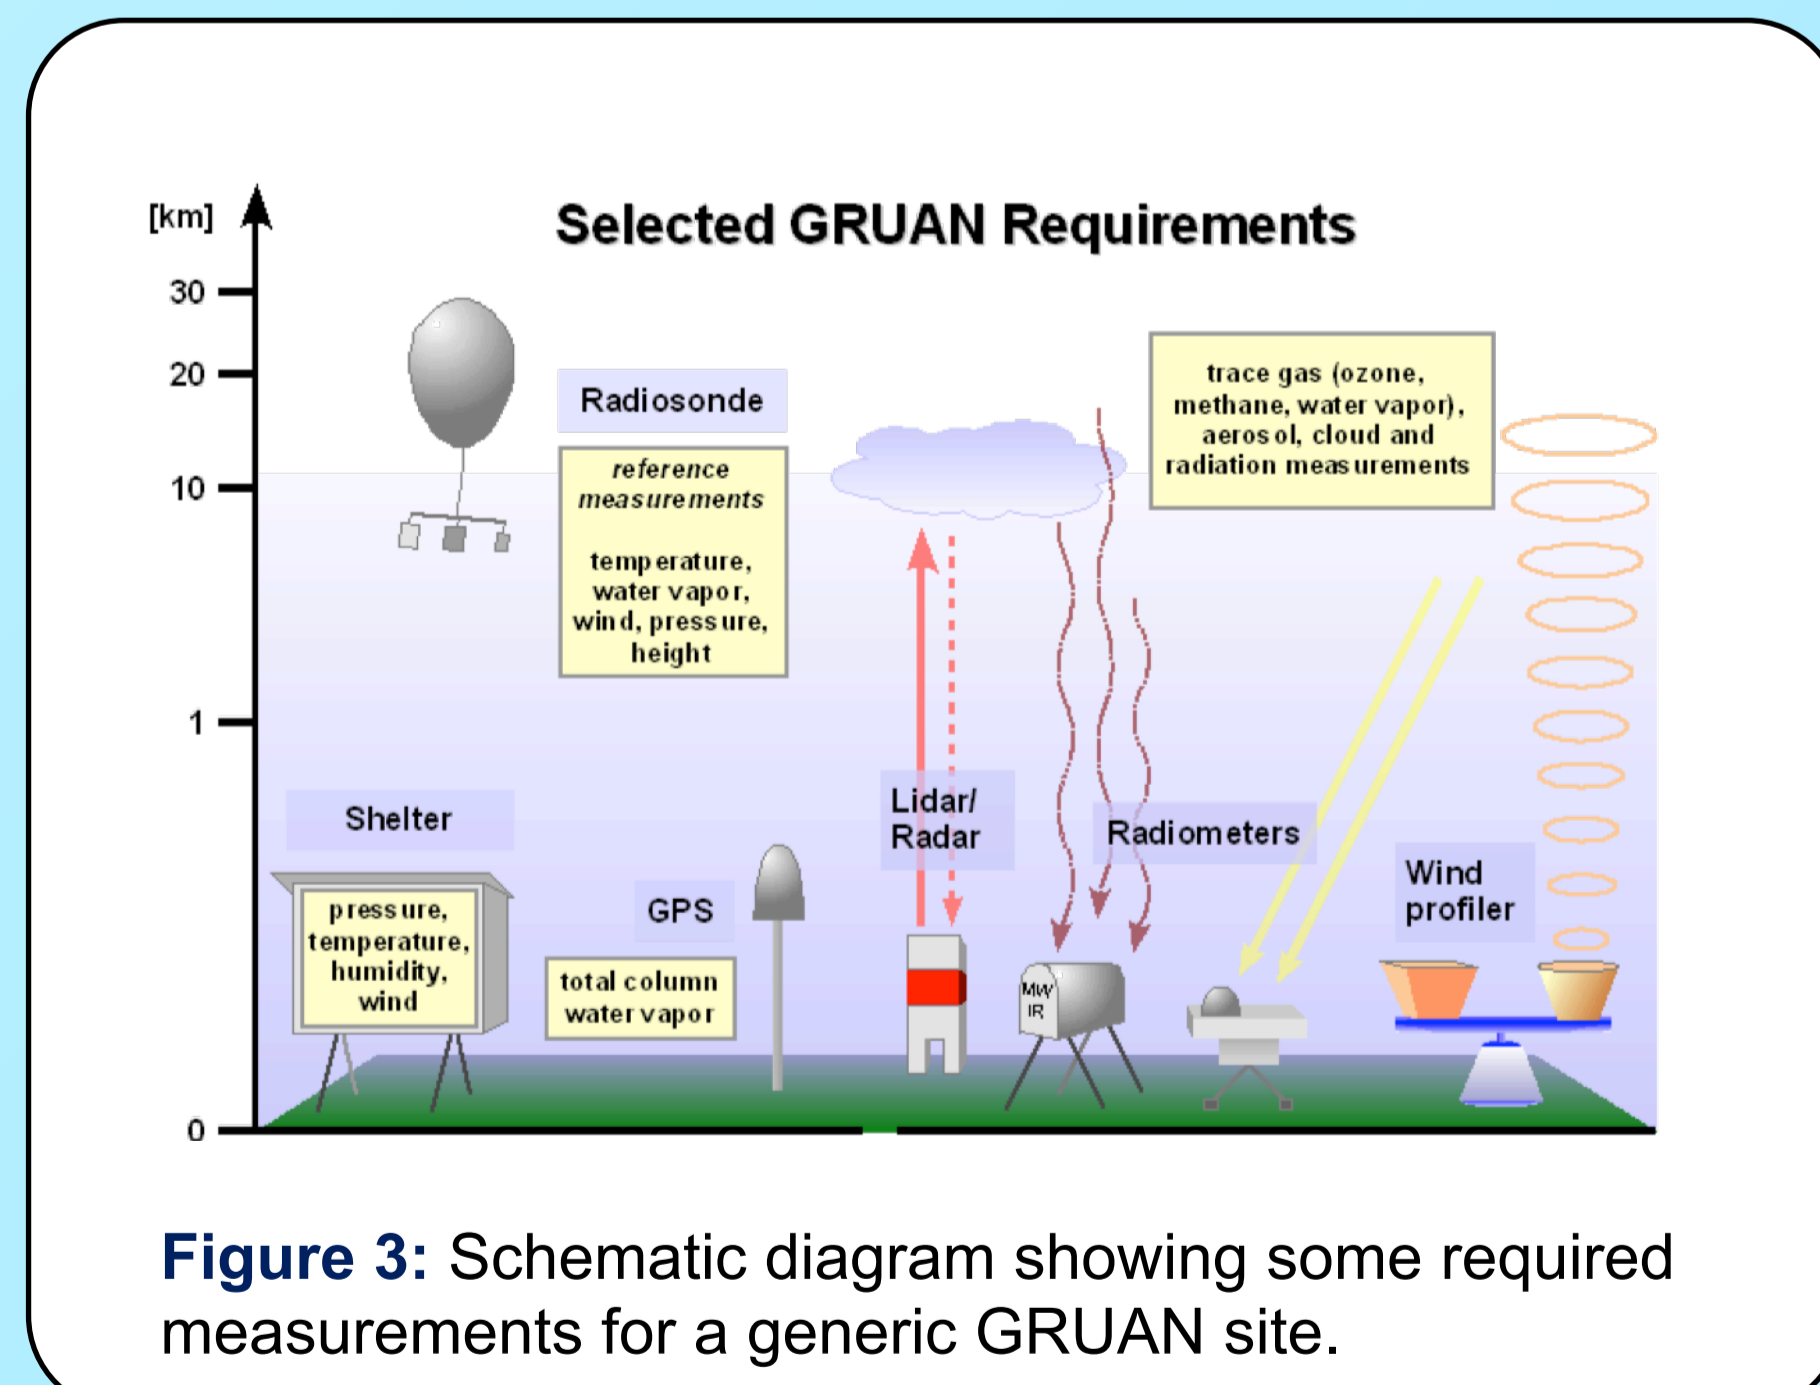 [km]
Selected GRUAN Requirements
30
20
10
1
0
Radiosonde
reference
measurements
temperature,
water vapor,
wind, pressure,
height
trace gas (ozone,
methane, water vapor),
aerosol, cloud and
radiation measurements
Shelter
pressure,
temperature,
humidity,
wind
GPS
total column
water vapor
Lidar/
Radar
Radiometers
MW
IR
Wind
profiler
Figure 3: Schematic diagram showing some required
measurements for a generic GRUAN site.